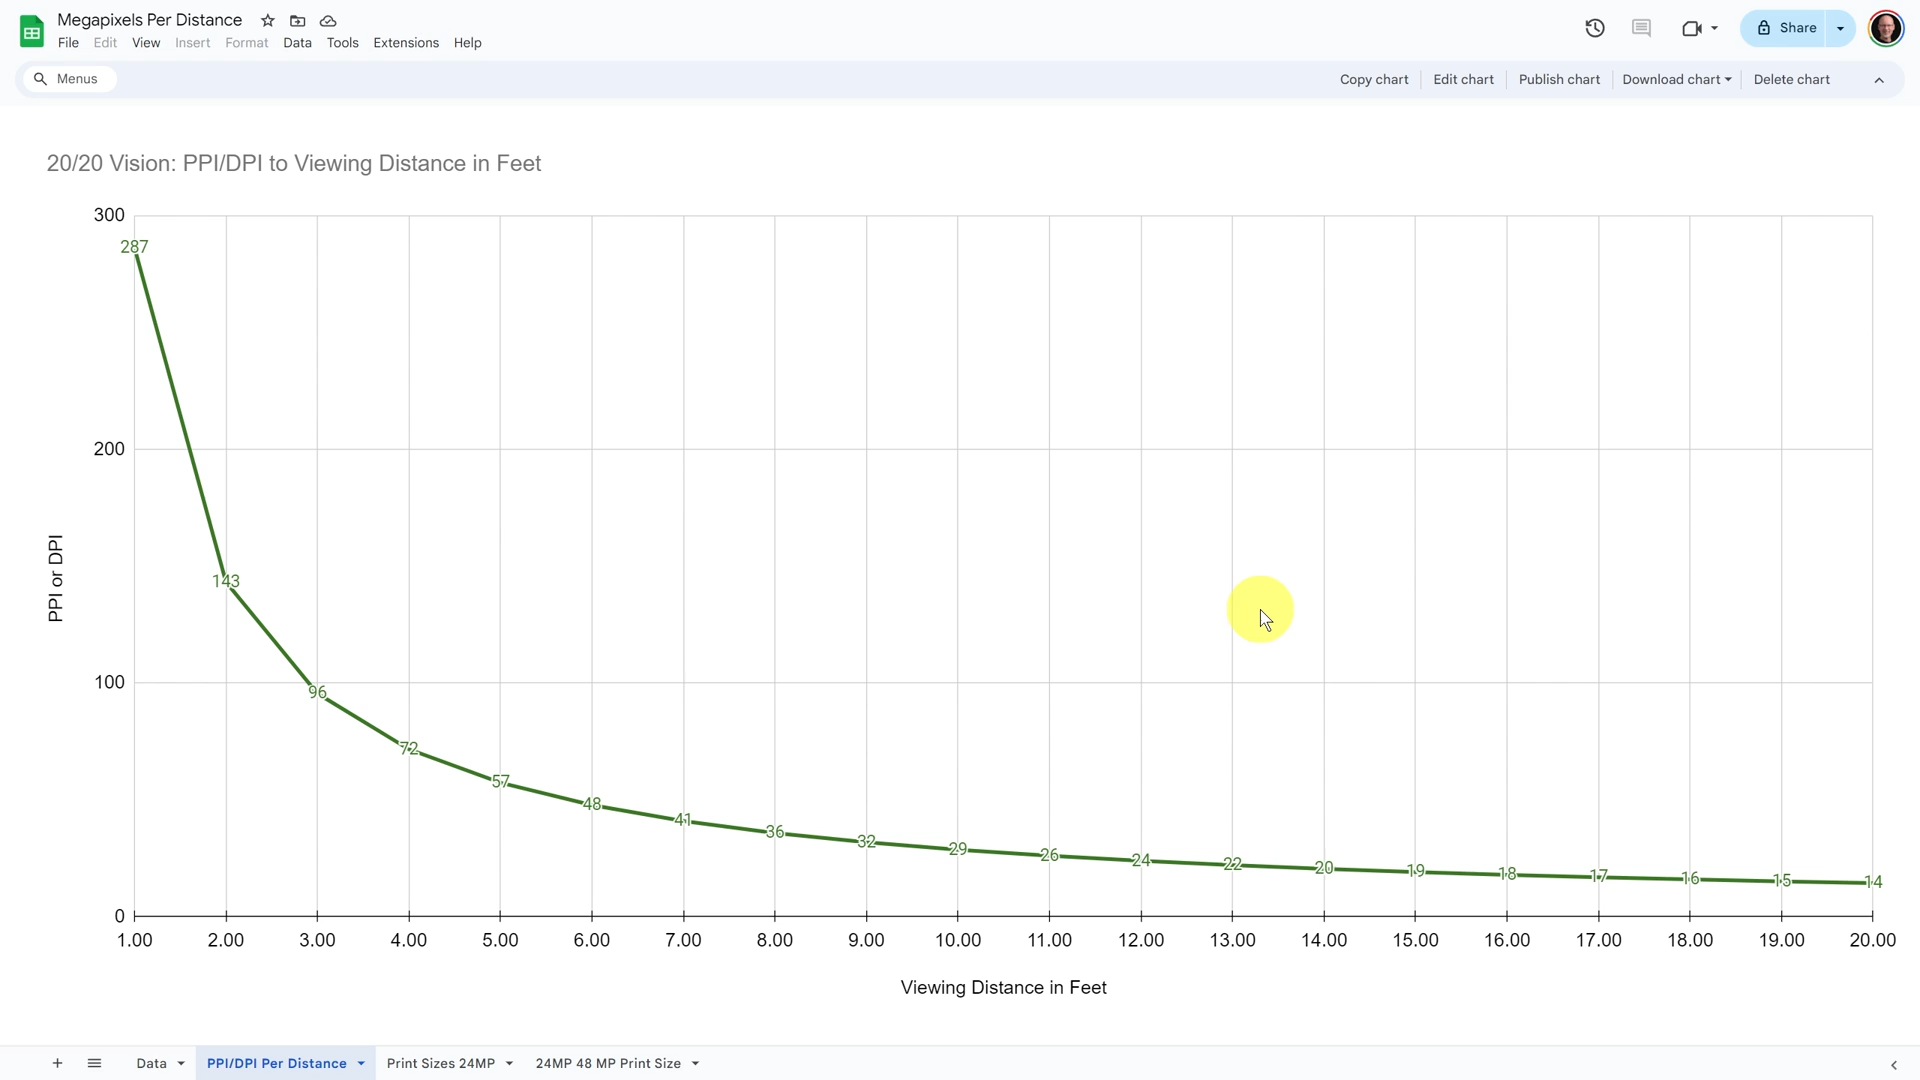 Megapixels Per Distance
File Edit View Insert Format Data Tools Extensions Help
Share
Menus
Copy chart Edit chart Publish chart Download chart Delete chart
20/20 Vision: PPI/DPI to Viewing Distance in Feet
300
287
200
143
100
96
72
57
48
41
36
32
29
26
24
22
20
19
18
17
16
15
14
0
PPI or DPI
1.00 2.00 3.00 4.00 5.00 6.00 7.00 8.00 9.00 10.00 11.00 12.00 13.00 14.00 15.00 16.00 17.00 18.00 19.00 20.00
Viewing Distance in Feet
Data PPI/DPI Per Distance Print Sizes 24MP 24MP 48 MP Print Size